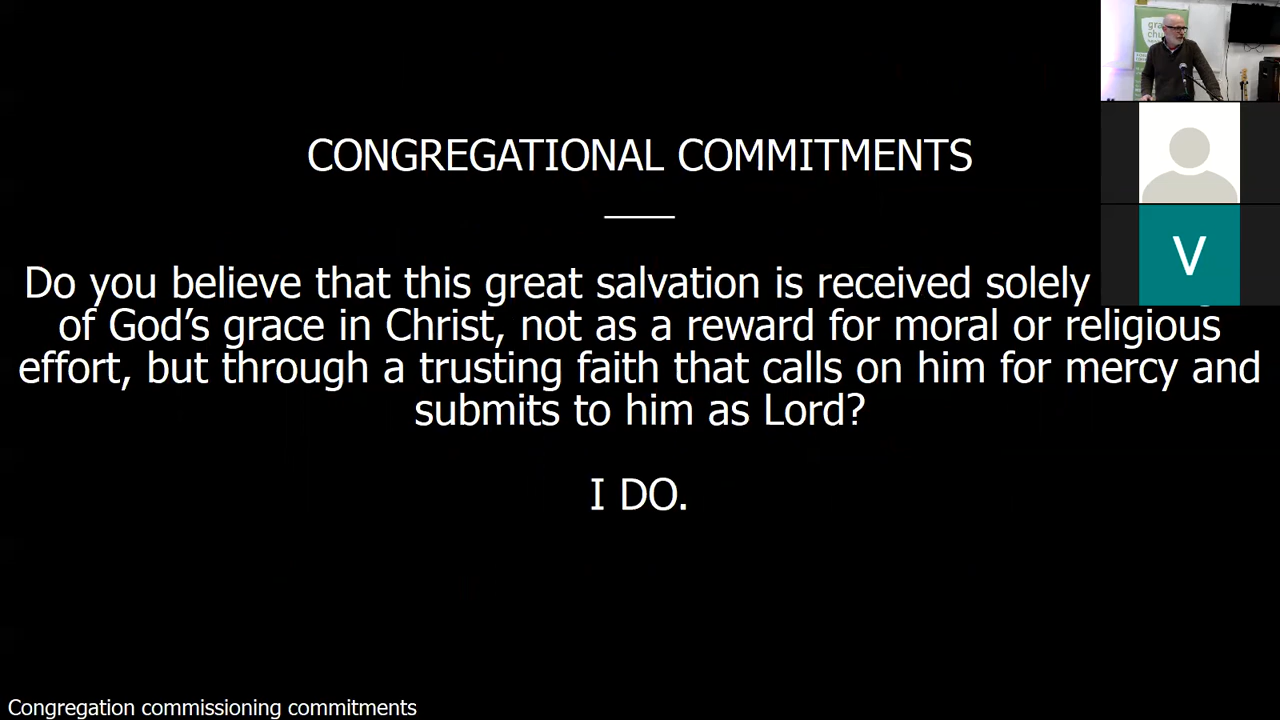 CONGREGATIONAL COMMITMENTS
Do you believe that this great salvation is received solely
of God’s grace in Christ, not as a reward for moral or religious
effort, but through a trusting faith that calls on him for mercy and
submits to him as Lord?
I DO.
V
Congregation commissioning commitments